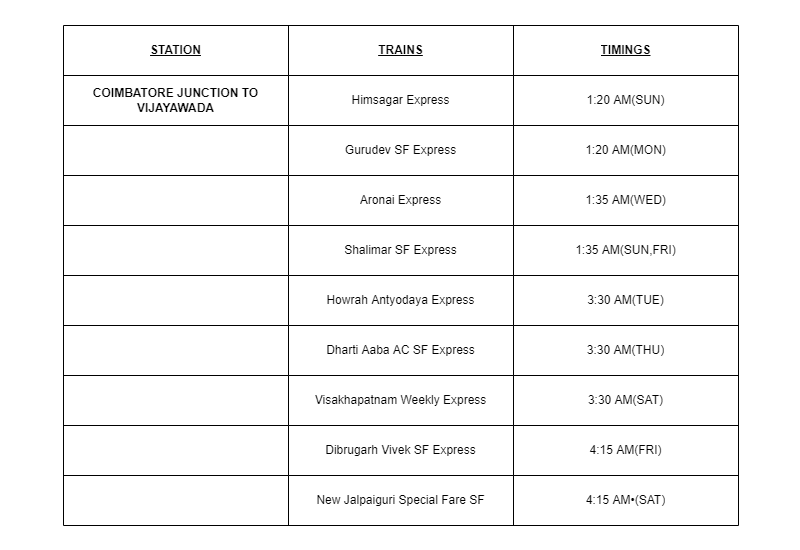 STATION TRAINS TIMINGS
COIMBATORE JUNCTION TO
VIJAYAWADA
Himsagar Express 1:20 AM(SUN)
Gurudev SF Express 1:20 AM(MON)
Aronai Express 1:35 AM(WED)
Shalimar SF Express 1:35 AM(SUN,FRI)
Howrah Antyodaya Express 3:30 AM(TUE)
Dharti Aaba AC SF Express 3:30 AM(THU)
Visakhapatnam Weekly Express 3:30 AM(SAT)
Dibrugarh Vivek SF Express 4:15 AM(FRI)
New Jalpaiguri Special Fare SF 4:15 AM•(SAT)